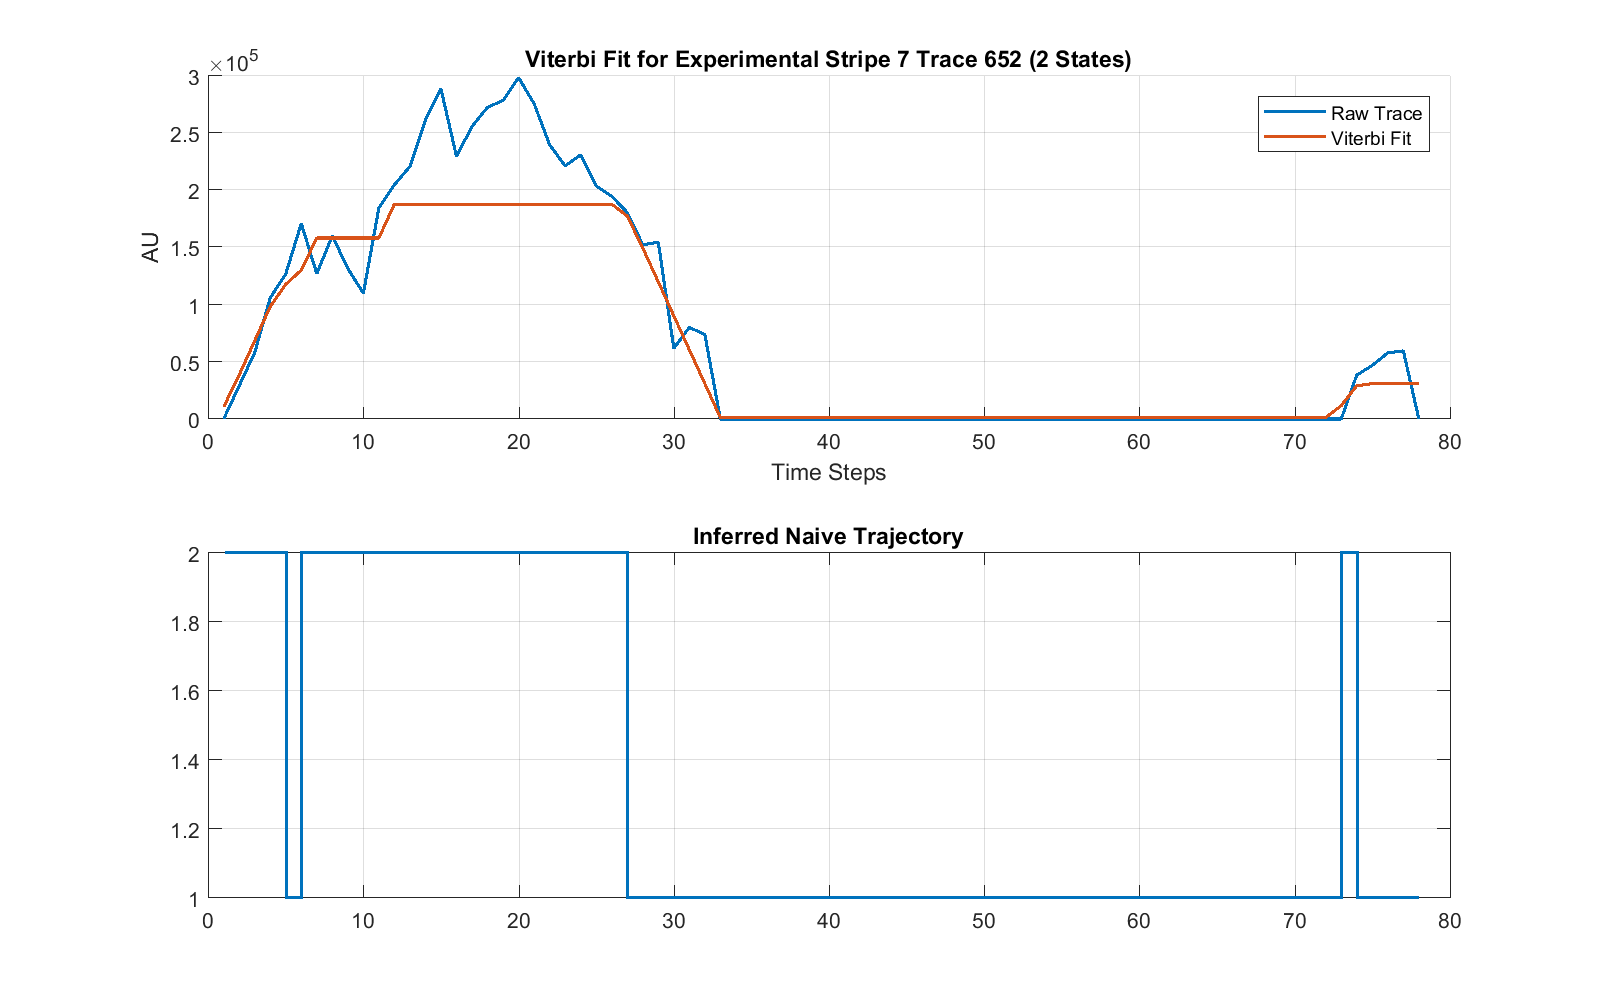 Viterbi Fit for Experimental Stripe 7 Trace 652 (2 States)
×10^5
3
2.5
2
1.5
1
0.5
0
AU
Raw Trace
Viterbi Fit
0 10 20 30 40 50 60 70 80
Time Steps
Inferred Naive Trajectory
2
1.8
1.6
1.4
1.2
1
0 10 20 30 40 50 60 70 80